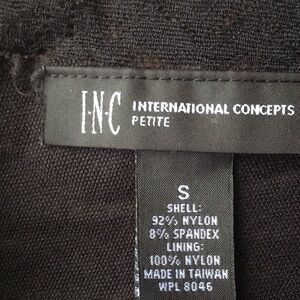 I·N·C INTERNATIONAL CONCEPTS
PETITE
S
SHELL:
92% NYLON
8% SPANDEX
LINING:
100% NYLON
MADE IN TAIWAN
WPL 8046